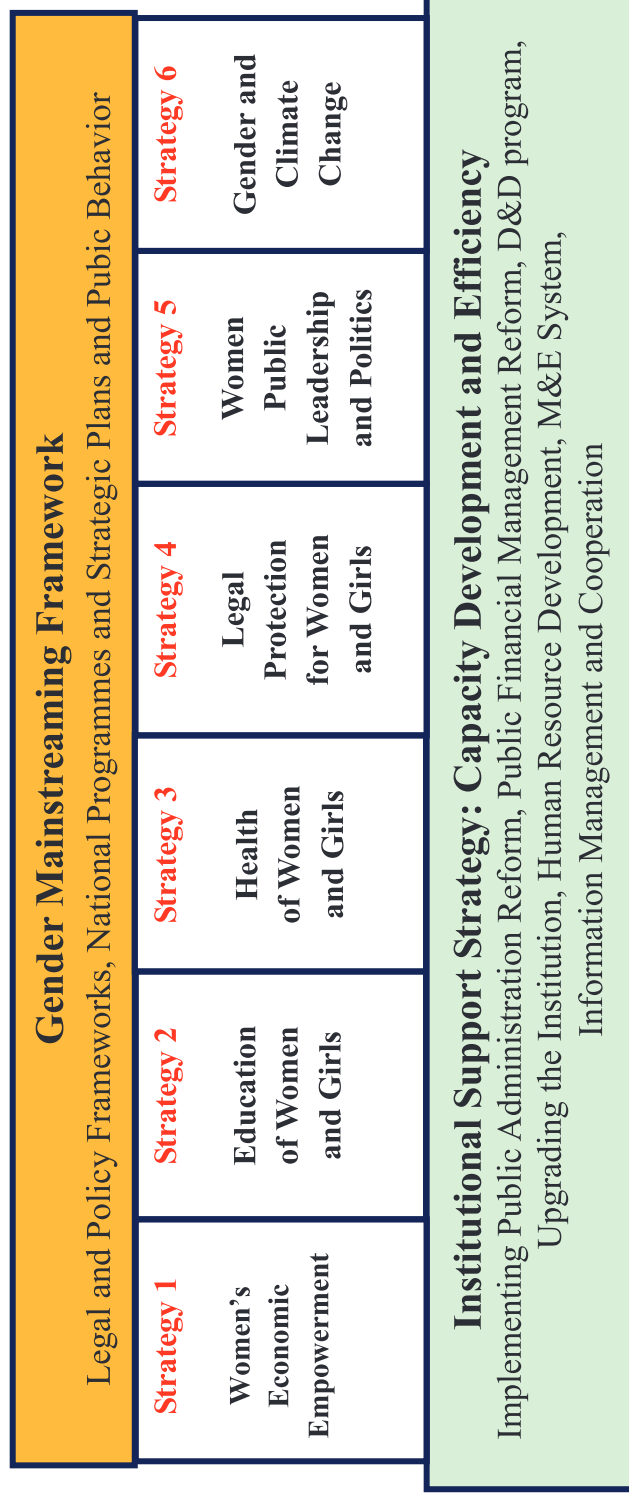 Gender Mainstreaming Framework
Legal and Policy Frameworks, National Programmes and Strategic Plans and Pubic Behavior
Strategy 1
Women’s
Economic
Empowerment
Strategy 2
Education
of Women
and Girls
Strategy 3
Health
of Women
and Girls
Strategy 4
Legal
Protection
for Women
and Girls
Strategy 5
Women
Public
Leadership
and Politics
Strategy 6
Gender and
Climate
Change
Institutional Support Strategy: Capacity Development and Efficiency
Implementing Public Administration Reform, Public Financial Management Reform, D&D program,
Upgrading the Institution, Human Resource Development, M&E System,
Information Management and Cooperation